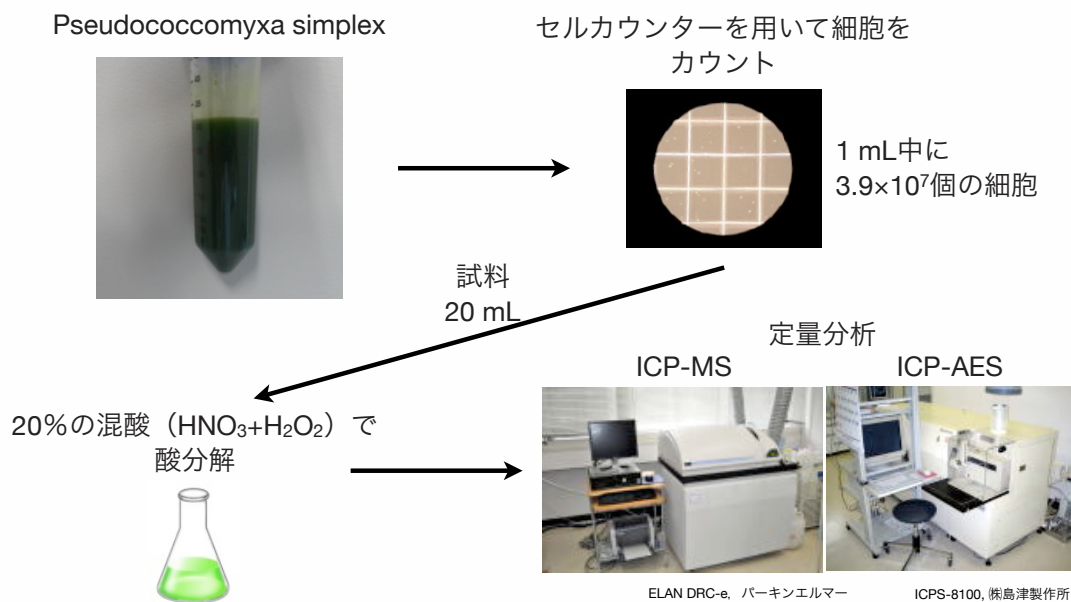 Pseudococcomyxa simplex
セルカウンターを用いて細胞を
カウント
1 mL中に
3.9×10⁷個の細胞
試料
20 mL
定量分析
ICP-MS
ICP-AES
20%の混酸（HNO₃+H₂O₂）で
酸分解
ELAN DRC-e, パーキンエルマー
ICPS-8100, ㈱島津製作所